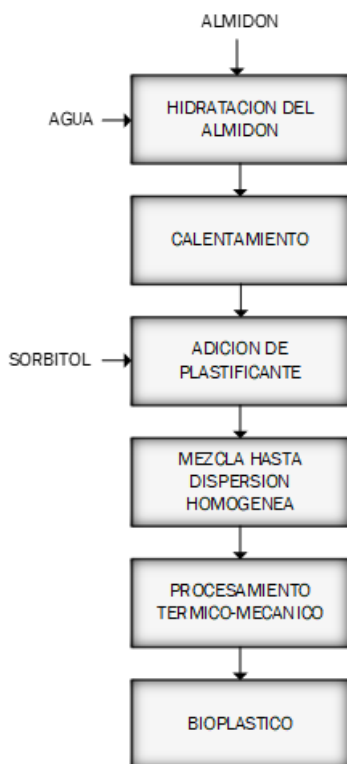 ALMIDON
AGUA
HIDRATACION DEL
ALMIDON
CALENTAMIENTO
SORBITOL
ADICION DE
PLASTIFICANTE
MEZCLA HASTA
DISPERSION
HOMOGENEA
PROCESAMIENTO
TERMICO-MECANICO
BIOPLASTICO